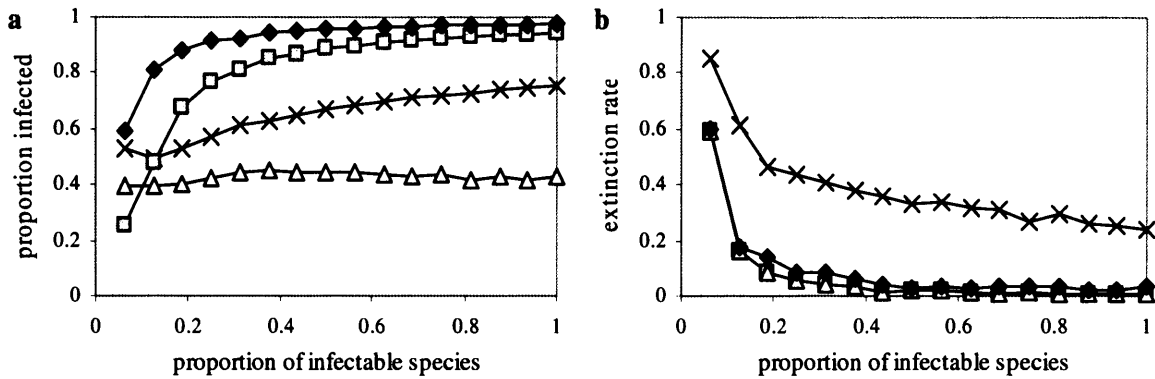 a
proportion infected
1
0.8
0.6
0.4
0.2
0
0 0.2 0.4 0.6 0.8 1
proportion of infectable species
b
extinction rate
1
0.8
0.6
0.4
0.2
0
0 0.2 0.4 0.6 0.8 1
proportion of infectable species